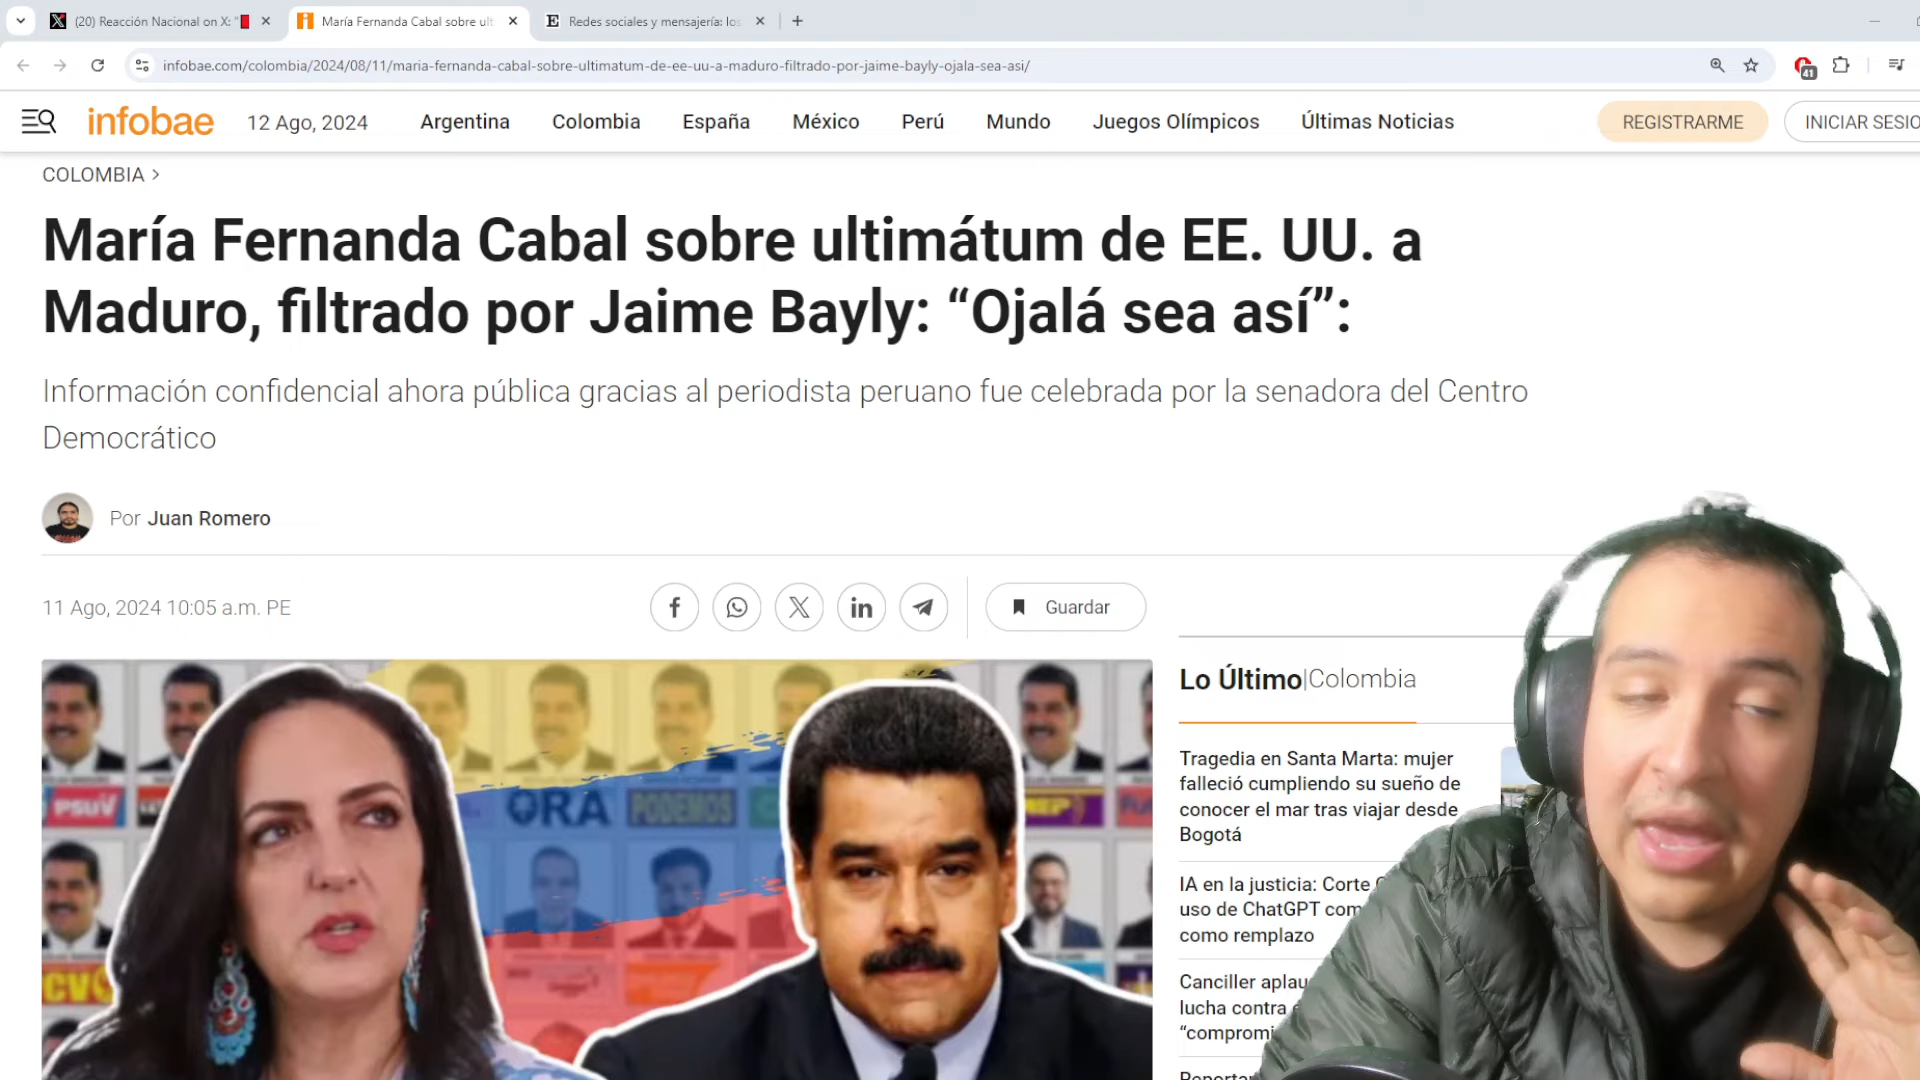 (20) Reacción Nacional on X: "
María Fernanda Cabal sobre ult
Redes sociales y mensajería: los
infobae.com/colombia/2024/08/11/maria-fernanda-cabal-sobre-ultimatum-de-ee-uu-a-maduro-filtrado-por-jaime-bayly-ojala-sea-asi/
41
infobae
12 Ago, 2024
Argentina
Colombia
España
México
Perú
Mundo
Juegos Olímpicos
Últimas Noticias
REGISTRARME
INICIAR SESIO
COLOMBIA >
María Fernanda Cabal sobre ultimátum de EE. UU. a
Maduro, filtrado por Jaime Bayly: “Ojalá sea así”:
Información confidencial ahora pública gracias al periodista peruano fue celebrada por la senadora del Centro
Democrático
Por Juan Romero
11 Ago, 2024 10:05 a.m. PE
Guardar
Lo Último|Colombia
Tragedia en Santa Marta: mujer
falleció cumpliendo su sueño de
conocer el mar tras viajar desde
Bogotá
IA en la justicia: Corte
uso de ChatGPT com
como remplazo
Canciller aplau
lucha contra
“compromi
Reportar
PSUV
ORA
PODEMOS